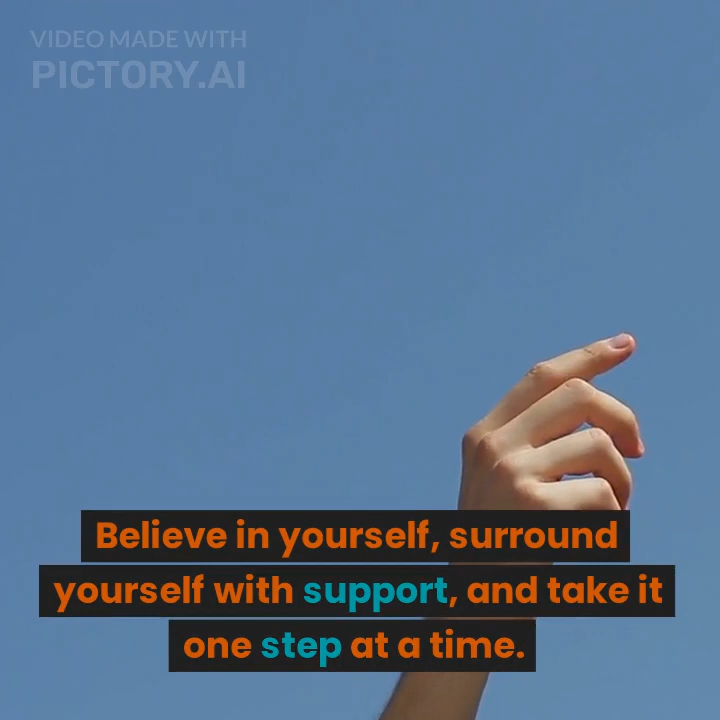 VIDEO MADE WITH
PICTORY.AI
Believe in yourself, surround
yourself with support, and take it
one step at a time.